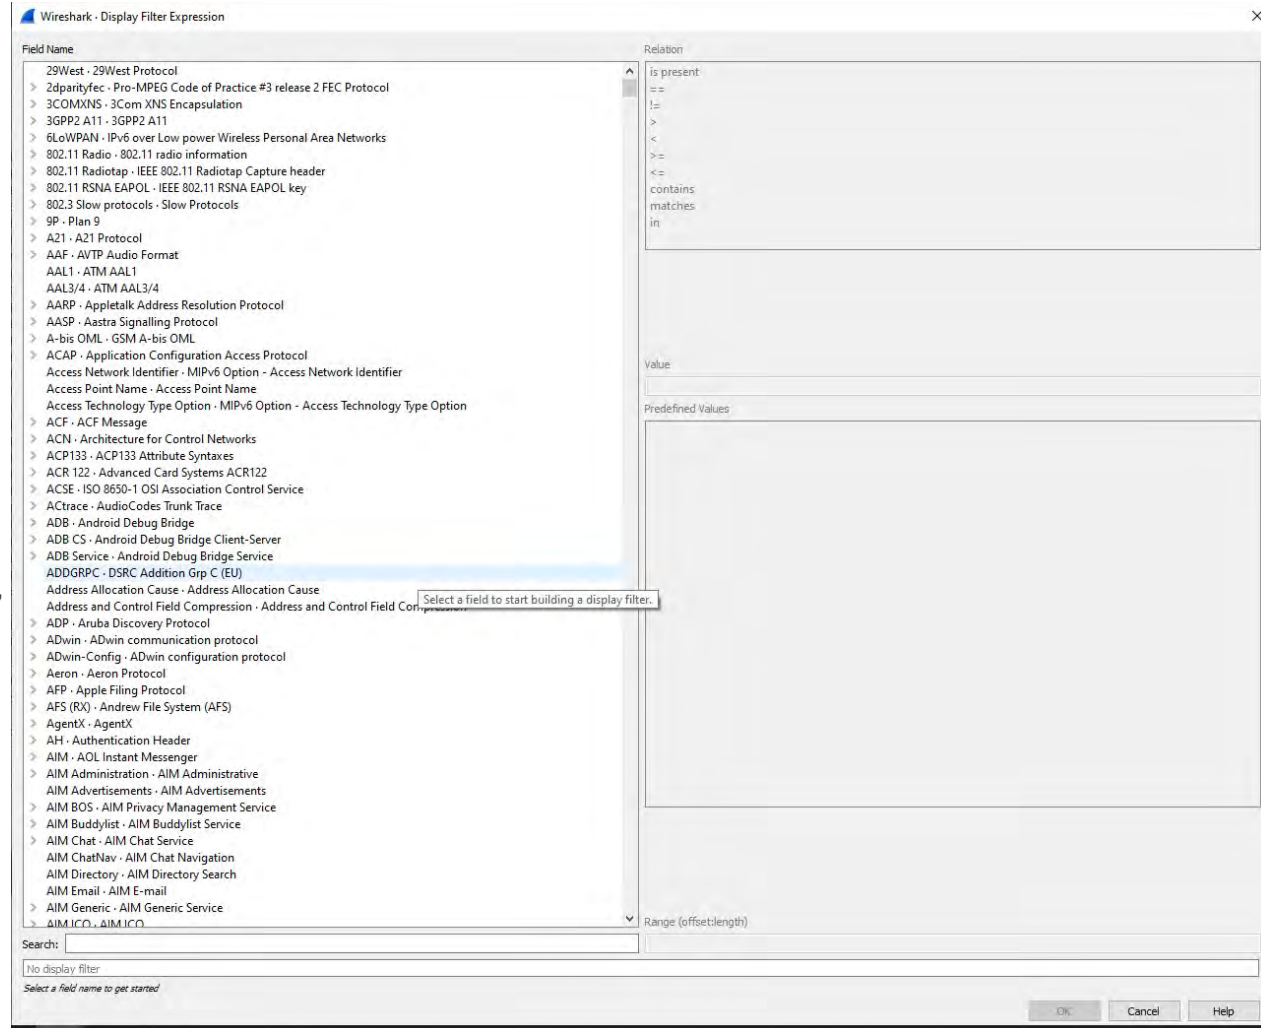 Wireshark · Display Filter Expression
Field Name
29West · 29West Protocol
2dparityfec · Pro-MPEG Code of Practice #3 release 2 FEC Protocol
3COMXNS · 3Com XNS Encapsulation
3GPP2 A11 · 3GPP2 A11
6LoWPAN · IPv6 over Low power Wireless Personal Area Networks
802.11 Radio · 802.11 radio information
802.11 Radiotap · IEEE 802.11 Radiotap Capture header
802.11 RSNA EAPOL · IEEE 802.11 RSNA EAPOL key
802.3 Slow protocols · Slow Protocols
9P · Plan 9
A21 · A21 Protocol
AAF · AVTP Audio Format
AAL1 · ATM AAL1
AAL3/4 · ATM AAL3/4
AARP · Appletalk Address Resolution Protocol
AASP · Aastra Signalling Protocol
A-bis OML · GSM A-bis OML
ACAP · Application Configuration Access Protocol
Access Network Identifier · MIPv6 Option - Access Network Identifier
Access Point Name · Access Point Name
Access Technology Type Option · MIPv6 Option - Access Technology Type Option
ACF · ACF Message
ACN · Architecture for Control Networks
ACP133 · ACP133 Attribute Syntaxes
ACR 122 · Advanced Card Systems ACR122
ACSE · ISO 8650-1 OSI Association Control Service
ACtrace · AudioCodes Trunk Trace
ADB · Android Debug Bridge
ADB CS · Android Debug Bridge Client-Server
ADB Service · Android Debug Bridge Service
ADDGRPC · DSRC Addition Grp C (EU)
Address Allocation Cause · Address Allocation Cause
Address and Control Field Compression · Address and Control Field Compression
Select a field to start building a display filter.
ADP · Aruba Discovery Protocol
ADwin · ADwin communication protocol
ADwin-Config · ADwin configuration protocol
Aeron · Aeron Protocol
AFP · Apple Filing Protocol
AFS (RX) · Andrew File System (AFS)
AgentX · AgentX
AH · Authentication Header
AIM · AOL Instant Messenger
AIM Administration · AIM Administrative
AIM Advertisements · AIM Advertisements
AIM BOS · AIM Privacy Management Service
AIM Buddylist · AIM Buddylist Service
AIM Chat · AIM Chat Service
AIM ChatNav · AIM Chat Navigation
AIM Directory · AIM Directory Search
AIM Email · AIM E-mail
AIM Generic · AIM Generic Service
AIM ICQ · AIM ICQ
Search:
No display filter
Select a field name to get started
Relation
is present
==
!=
>
<
>=
<=
contains
matches
in
Value
Predefined Values
Range (offset:length)
OK
Cancel
Help